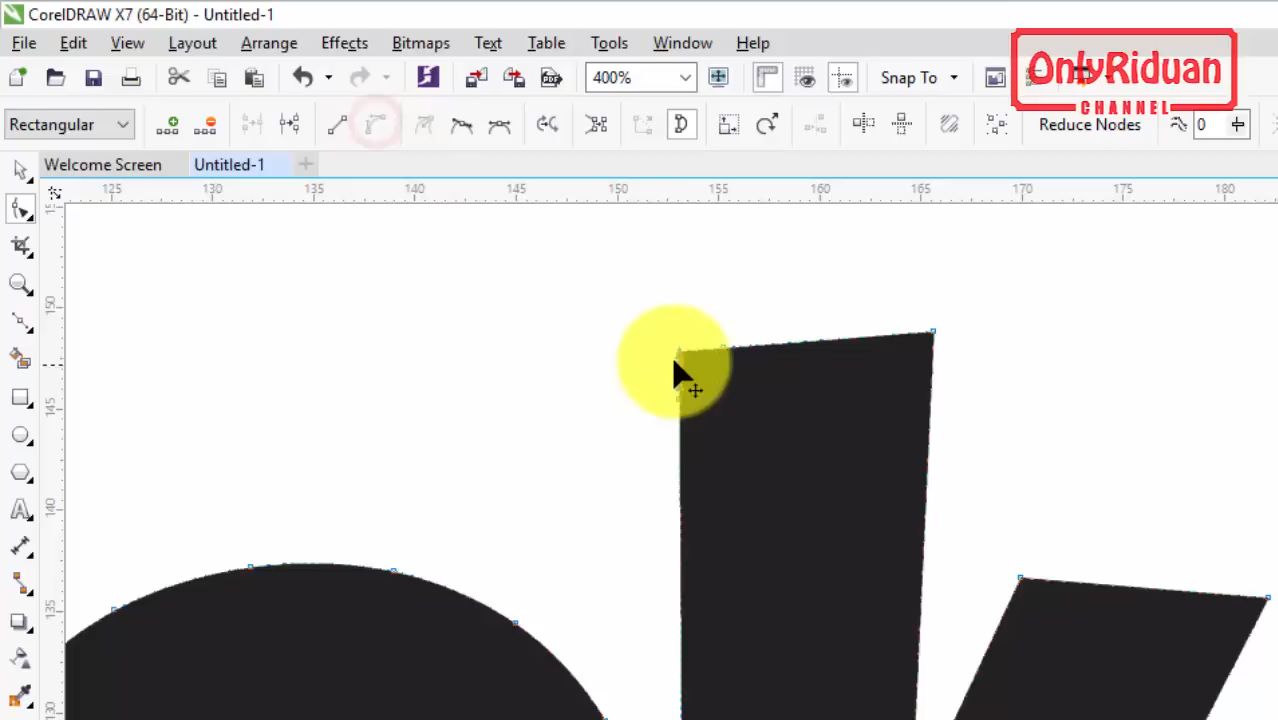 CorelDRAW X7 (64-Bit) - Untitled-1
File Edit View Layout Arrange Effects Bitmaps Text Table Tools Window Help
400% Snap To
OnlyRiduan
CHANNEL
Rectangular Reduce Nodes 0
Welcome Screen Untitled-1
125 130 135 140 145 150 155 160 165 170 175 180
150
145
140
135
130